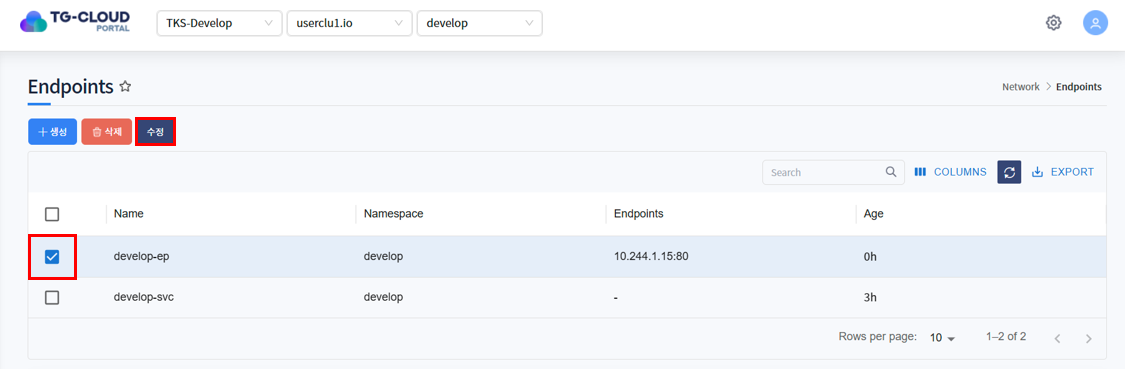 TG-CLOUD
PORTAL
TKS-Develop userclu1.io develop
Endpoints
Network > Endpoints
+ 생성 삭제 수정
Search COLUMNS EXPORT
Name Namespace Endpoints Age
develop-ep develop 10.244.1.15:80 0h
develop-svc develop - 3h
Rows per page: 10 1–2 of 2